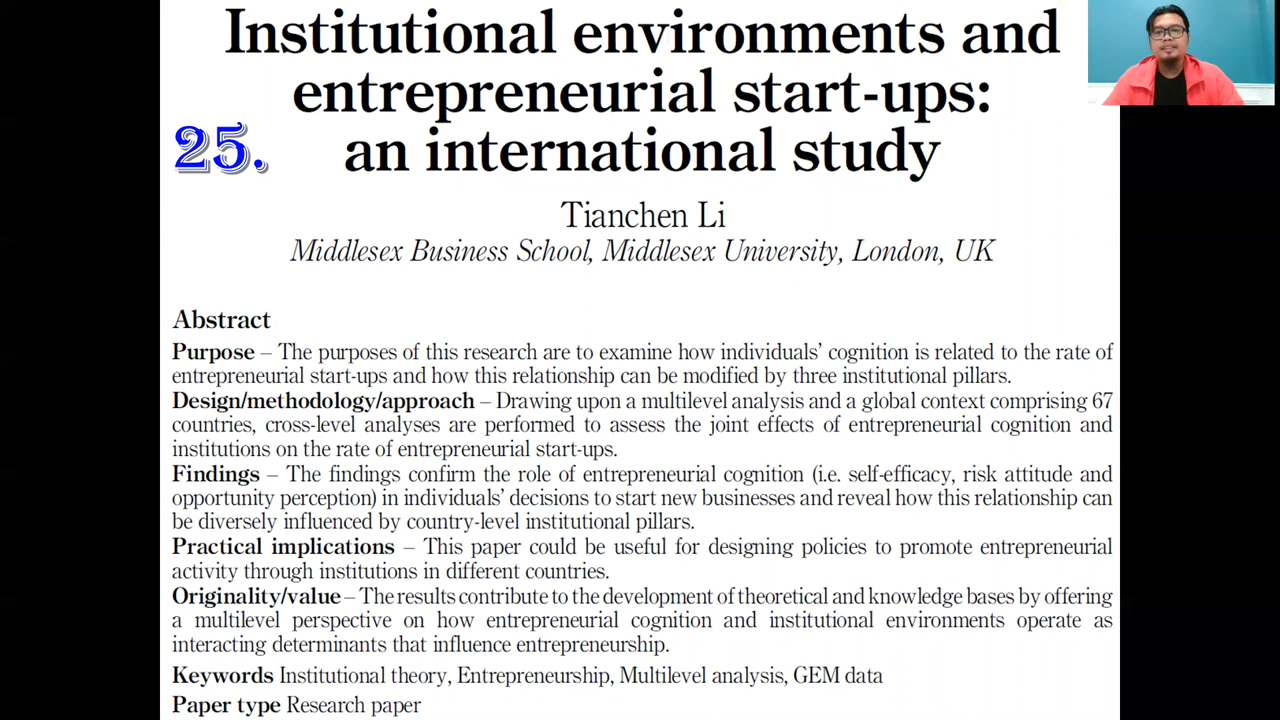 Institutional environments and
entrepreneurial start-ups:
25. an international study
Tianchen Li
Middlesex Business School, Middlesex University, London, UK
Abstract
Purpose – The purposes of this research are to examine how individuals’ cognition is related to the rate of
entrepreneurial start-ups and how this relationship can be modified by three institutional pillars.
Design/methodology/approach – Drawing upon a multilevel analysis and a global context comprising 67
countries, cross-level analyses are performed to assess the joint effects of entrepreneurial cognition and
institutions on the rate of entrepreneurial start-ups.
Findings – The findings confirm the role of entrepreneurial cognition (i.e. self-efficacy, risk attitude and
opportunity perception) in individuals’ decisions to start new businesses and reveal how this relationship can
be diversely influenced by country-level institutional pillars.
Practical implications – This paper could be useful for designing policies to promote entrepreneurial
activity through institutions in different countries.
Originality/value – The results contribute to the development of theoretical and knowledge bases by offering
a multilevel perspective on how entrepreneurial cognition and institutional environments operate as
interacting determinants that influence entrepreneurship.
Keywords Institutional theory, Entrepreneurship, Multilevel analysis, GEM data
Paper type Research paper